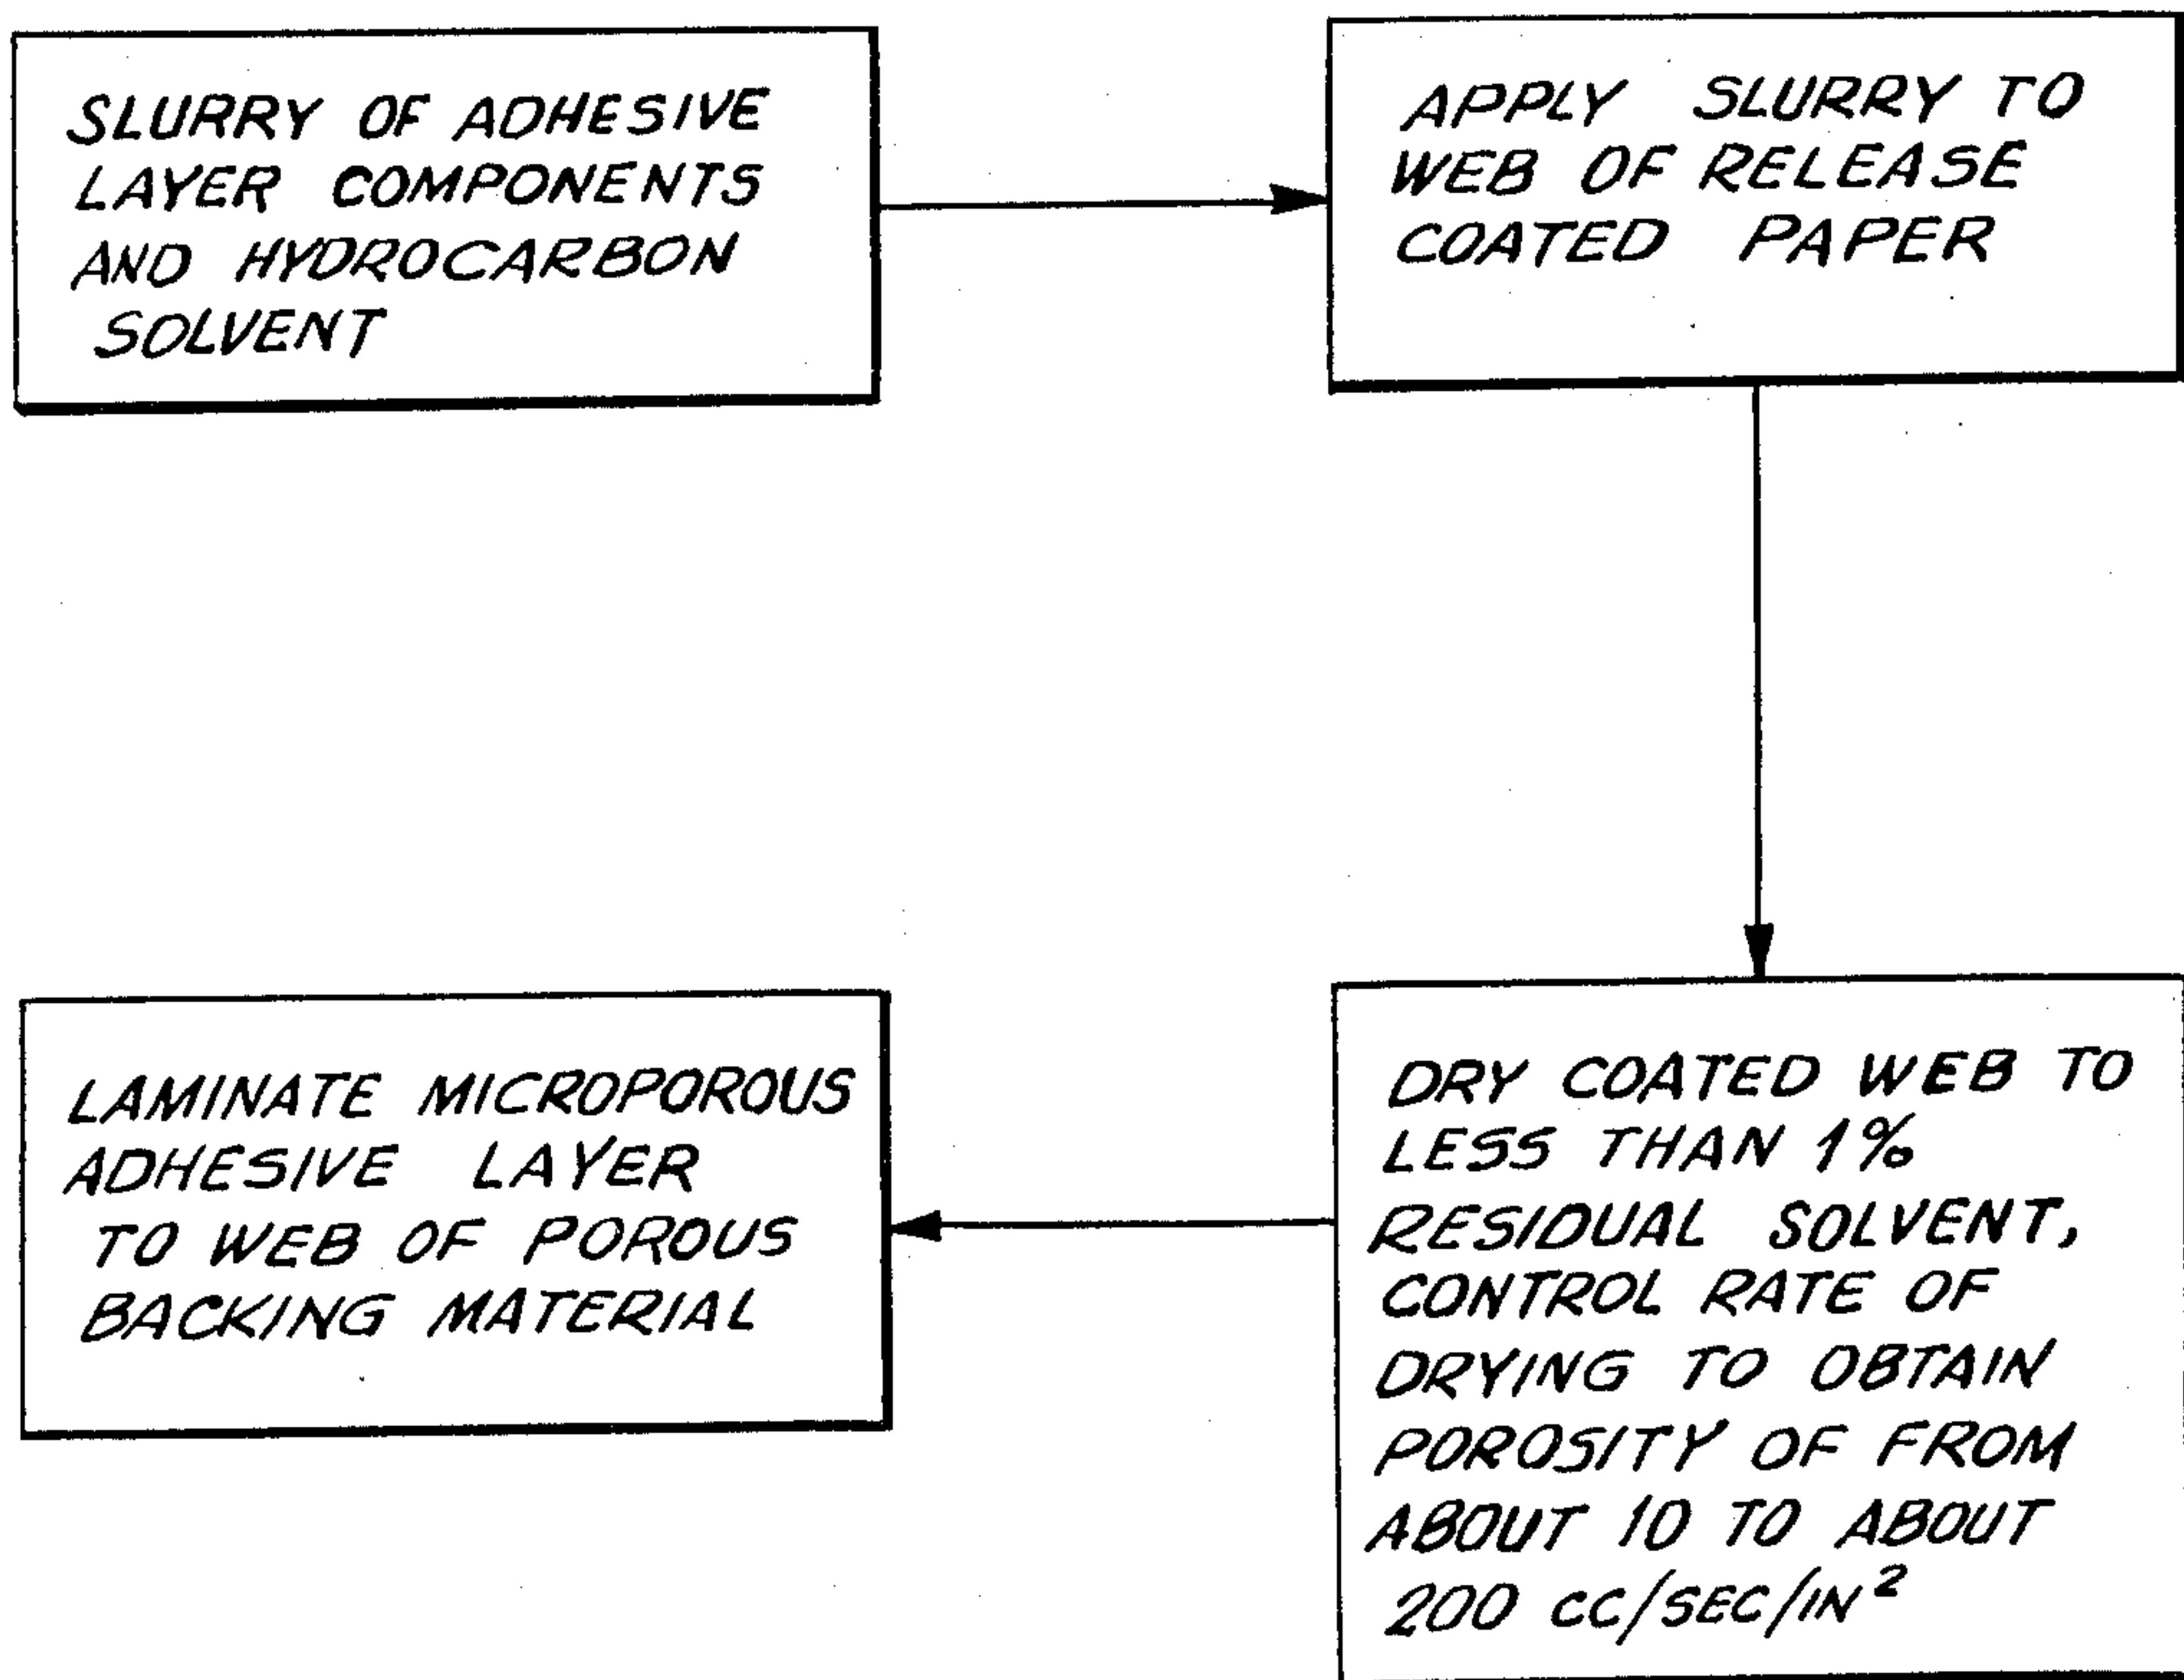 SLURRY OF ADHESIVE
LAYER COMPONENTS
AND HYDROCARBON
SOLVENT
APPLY SLURRY TO
WEB OF RELEASE
COATED PAPER
DRY COATED WEB TO
LESS THAN 1%
RESIDUAL SOLVENT,
CONTROL RATE OF
DRYING TO OBTAIN
POROSITY OF FROM
ABOUT 10 TO ABOUT
200 CC/SEC/IN²
LAMINATE MICROPOROUS
ADHESIVE LAYER
TO WEB OF POROUS
BACKING MATERIAL